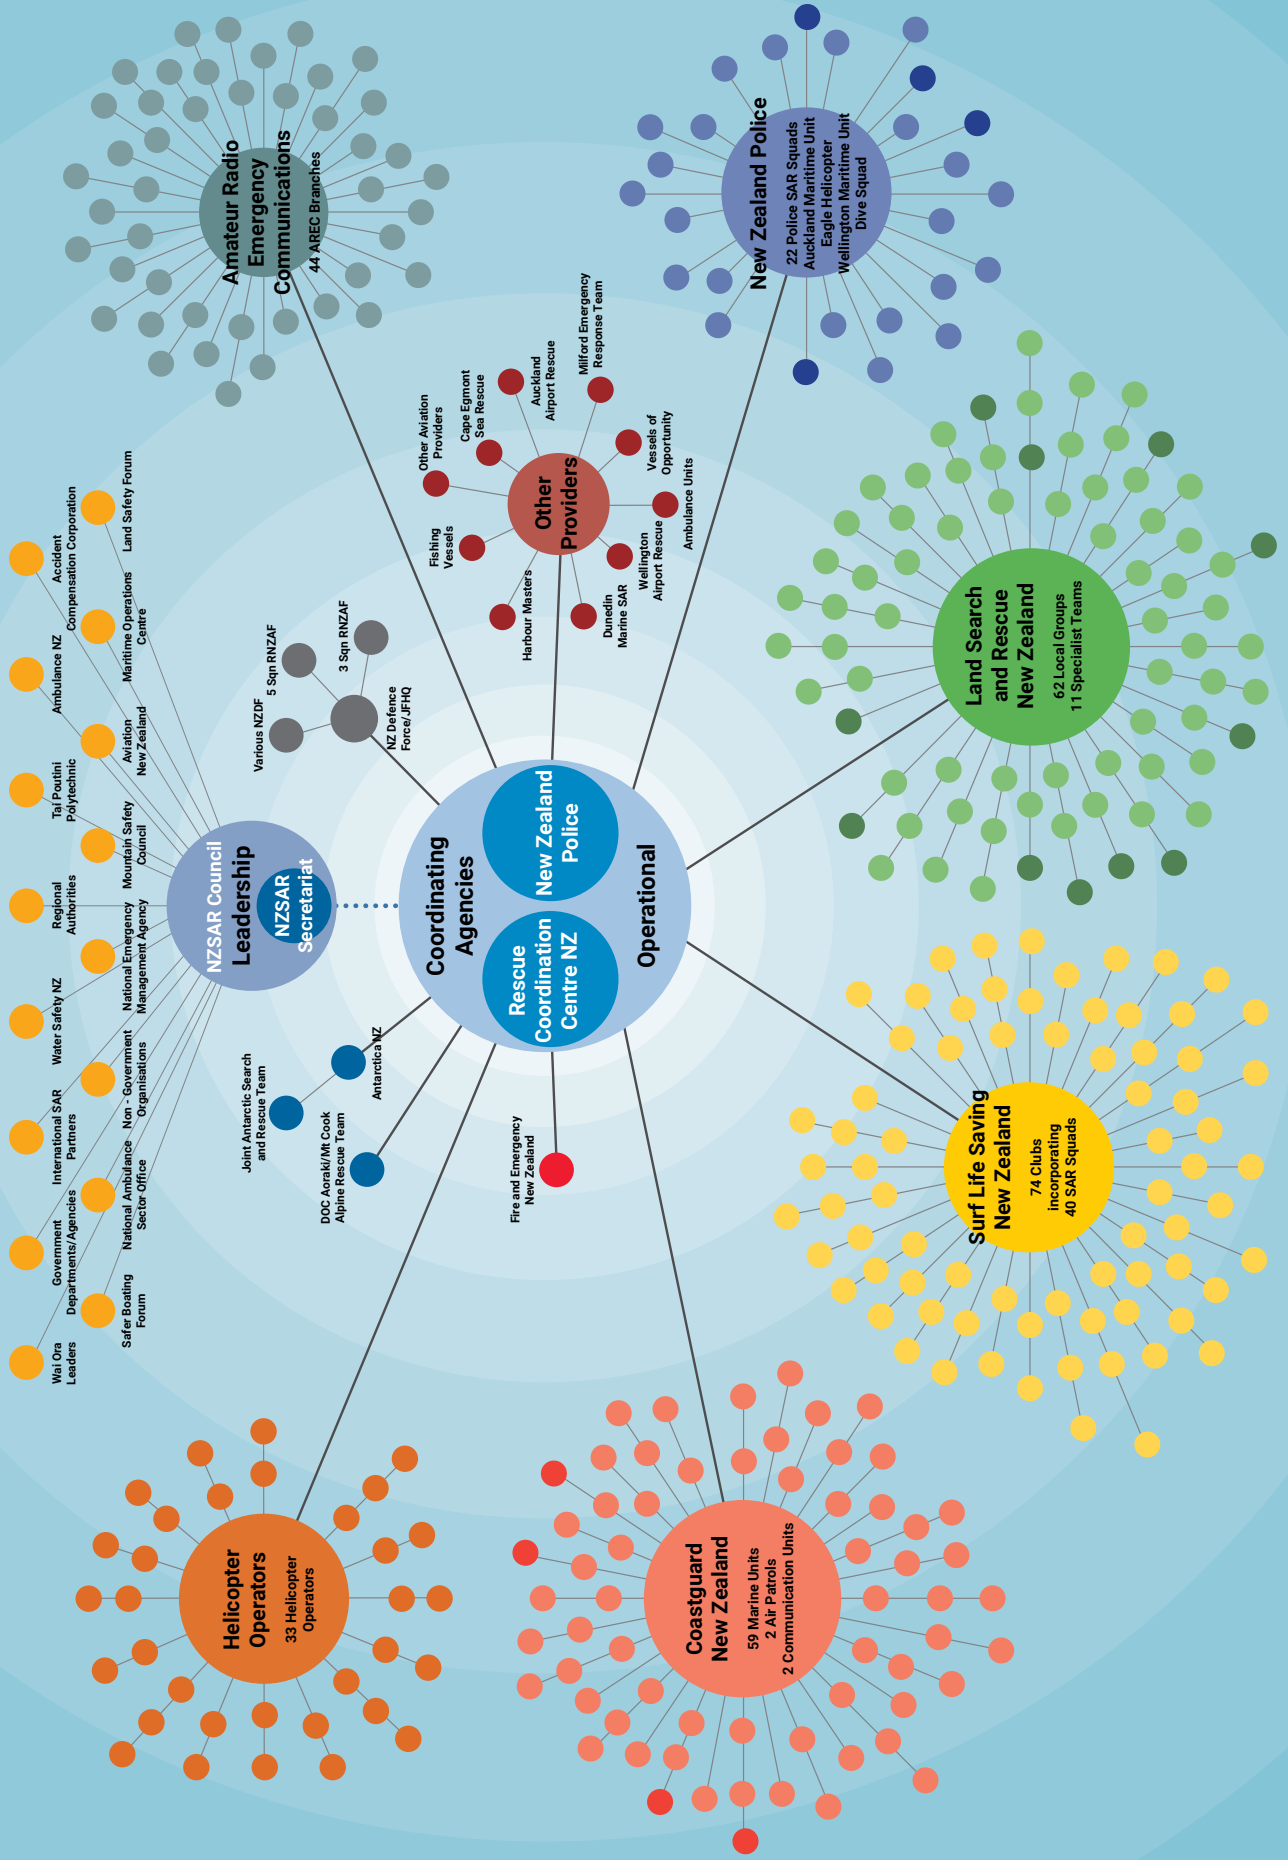 Wai Ora
Leaders
Safer Boating
Forum
Government
Departments/Agencies
National Ambulance
Sector Office
International SAR
Partners
Non - Government
Organisations
Water Safety NZ
National Emergency
Management Agency
Regional
Authorities
Mountain Safety
Council
Tai Poutini
Polytechnic
Aviation
New Zealand
Ambulance NZ
Maritime Operations
Centre
Accident
Compensation Corporation
Land Safety Forum
NZSAR Council
Leadership
NZSAR
Secretariat
Helicopter
Operators
33 Helicopter
Operators
Joint Antarctic Search
and Rescue Team
Antarctica NZ
DOC Aoraki/Mt Cook
Alpine Rescue Team
Fire and Emergency
New Zealand
Various NZDF
5 Sqn RNZAF
3 Sqn RNZAF
NZ Defence
Force/JFHQ
Amateur Radio
Emergency
Communications
44 AREC Branches
Coordinating
Agencies
Rescue
Coordination
Centre NZ
New Zealand
Police
Operational
Harbour Masters
Fishing
Vessels
Other Aviation
Providers
Cape Egmont
Sea Rescue
Auckland
Airport Rescue
Milford Emergency
Response Team
Other
Providers
Vessels of
Opportunity
Ambulance Units
Wellington
Airport Rescue
Dunedin
Marine SAR
New Zealand Police
22 Police SAR Squads
Auckland Maritime Unit
Eagle Helicopter
Wellington Maritime Unit
Dive Squad
Coastguard
New Zealand
59 Marine Units
2 Air Patrols
2 Communication Units
Surf Life Saving
New Zealand
74 Clubs
incorporating
40 SAR Squads
Land Search
and Rescue
New Zealand
62 Local Groups
11 Specialist Teams